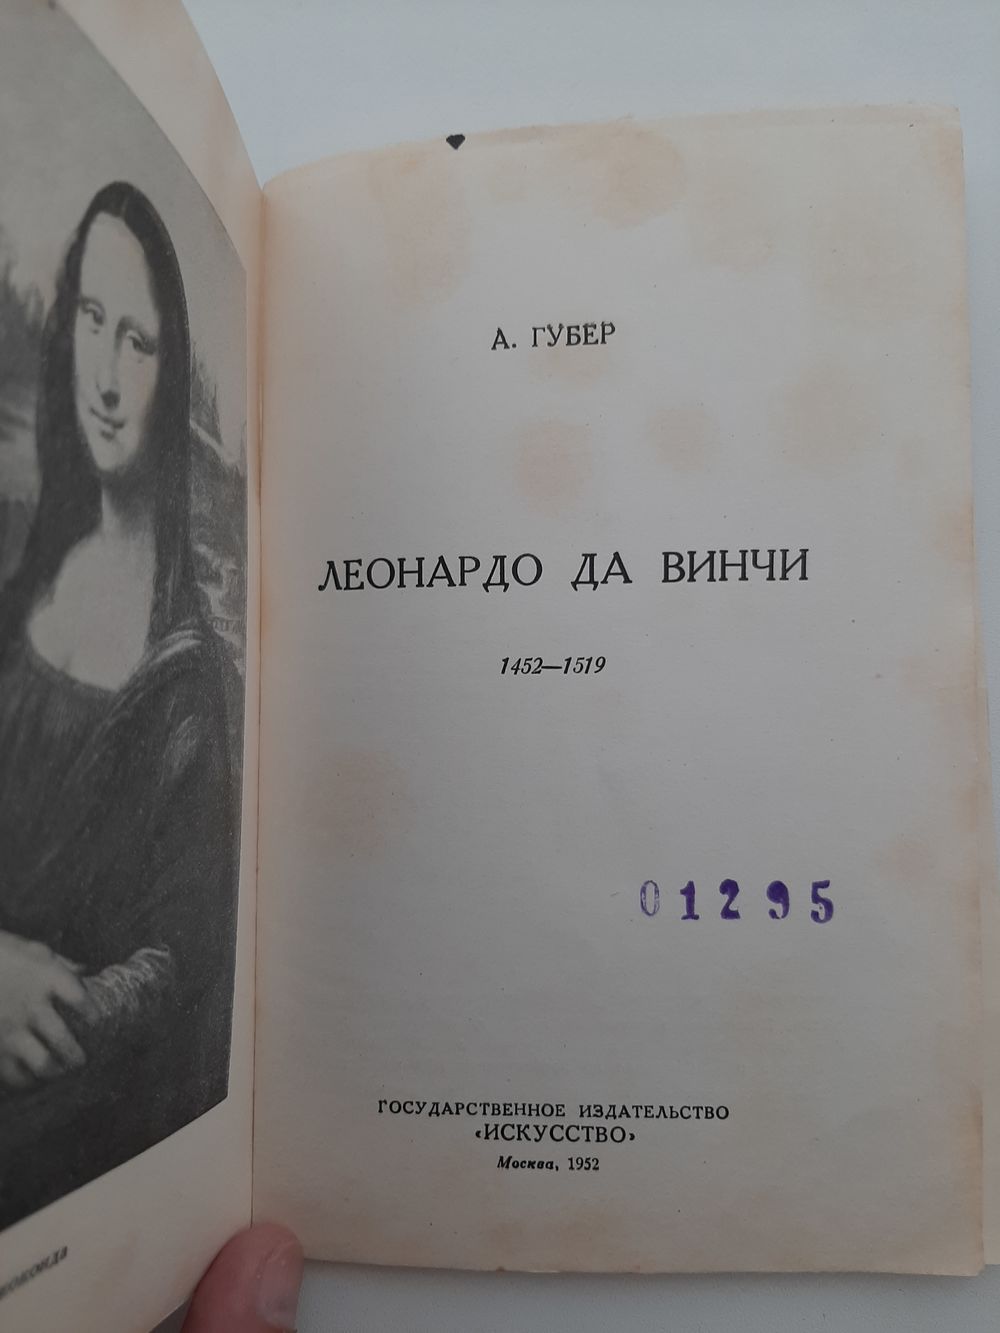 А. ГУБЕР
ЛЕОНАРДО ДА ВИНЧИ
1452—1519
01295
ГОСУДАРСТВЕННОЕ ИЗДАТЕЛЬСТВО
«ИСКУССТВО»
Москва, 1952